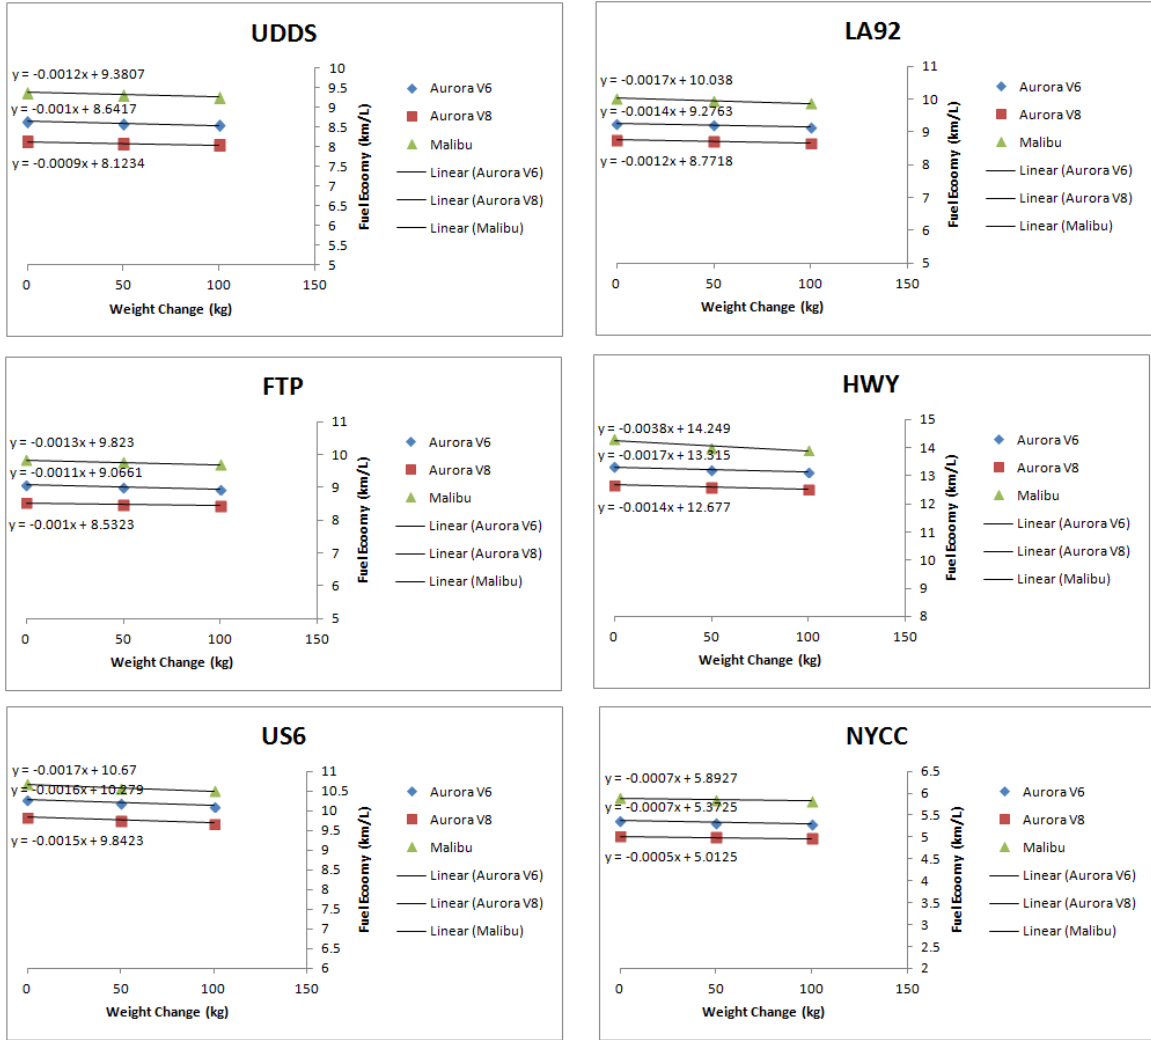 UDDS
y = -0.0012x + 9.3807
y = -0.001x + 8.6417
y = -0.0009x + 8.1234
10
9.5
9
8.5
8
7.5
7
6.5
6
5.5
5
Fuel Ecoomy (km/L)
0 50 100 150
Weight Change (kg)
Aurora V6
Aurora V8
Malibu
Linear (Aurora V6)
Linear (Aurora V8)
Linear (Malibu)
LA92
y = -0.0017x + 10.038
y = -0.0014x + 9.2763
y = -0.0012x + 8.7718
11
10
9
8
7
6
5
Fuel Ecoomy (km/L)
0 50 100 150
Weight Change (kg)
Aurora V6
Aurora V8
Malibu
Linear (Aurora V6)
Linear (Aurora V8)
Linear (Malibu)
FTP
y = -0.0013x + 9.823
y = -0.0011x + 9.0661
y = -0.001x + 8.5323
11
10
9
8
7
6
5
Fuel Ecoomy (km/L)
0 50 100 150
Weight Change (kg)
Aurora V6
Aurora V8
Malibu
Linear (Aurora V6)
Linear (Aurora V8)
Linear (Malibu)
HWY
y = -0.0038x + 14.249
y = -0.0017x + 13.315
y = -0.0014x + 12.677
15
14
13
12
11
10
9
8
Fuel Ecoomy (km/L)
0 50 100 150
Weight Change (kg)
Aurora V6
Aurora V8
Malibu
Linear (Aurora V6)
Linear (Aurora V8)
Linear (Malibu)
US6
y = -0.0017x + 10.67
y = -0.0016x + 10.279
y = -0.0015x + 9.8423
11
10.5
10
9.5
9
8.5
8
7.5
7
6.5
6
Fuel Ecoomy (km/L)
0 50 100 150
Weight Change (kg)
Aurora V6
Aurora V8
Malibu
Linear (Aurora V6)
Linear (Aurora V8)
Linear (Malibu)
NYCC
y = -0.0007x + 5.8927
y = -0.0007x + 5.3725
y = -0.0005x + 5.0125
6.5
6
5.5
5
4.5
4
3.5
3
2.5
2
Fuel Ecoomy (km/L)
0 50 100 150
Weight Change (kg)
Aurora V6
Aurora V8
Malibu
Linear (Aurora V6)
Linear (Aurora V8)
Linear (Malibu)